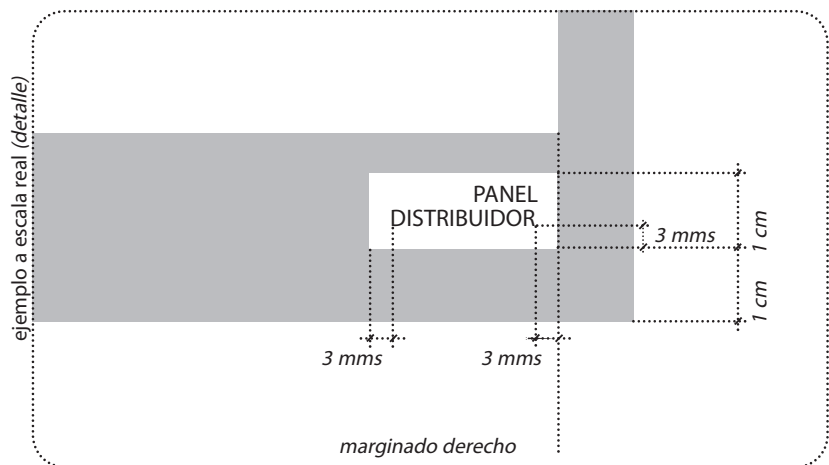 ejemplo a escala real (detalle)
PANEL
DISTRIBUIDOR
3 mms
1 cm
1 cm
3 mms
3 mms
marginado derecho